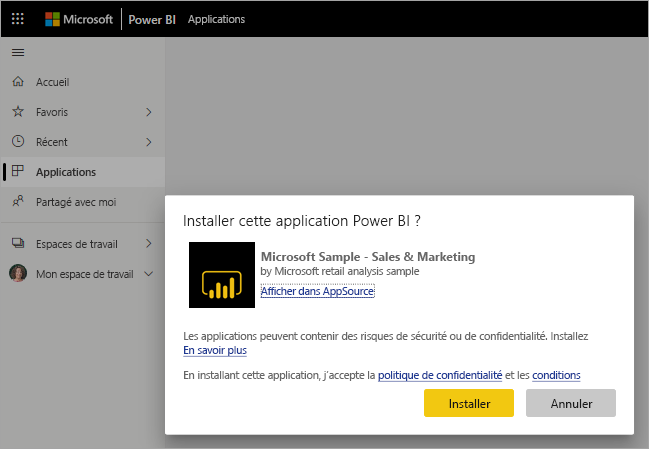 Microsoft Power BI Applications
Accueil
Favoris
Récent
Applications
Partagé avec moi
Espaces de travail
Mon espace de travail
Installer cette application Power BI ?
Microsoft Sample - Sales & Marketing
by Microsoft retail analysis sample
Afficher dans AppSource
Les applications peuvent contenir des risques de sécurité ou de confidentialité. Installez
En savoir plus
En installant cette application, j'accepte la politique de confidentialité et les conditions
Installer Annuler